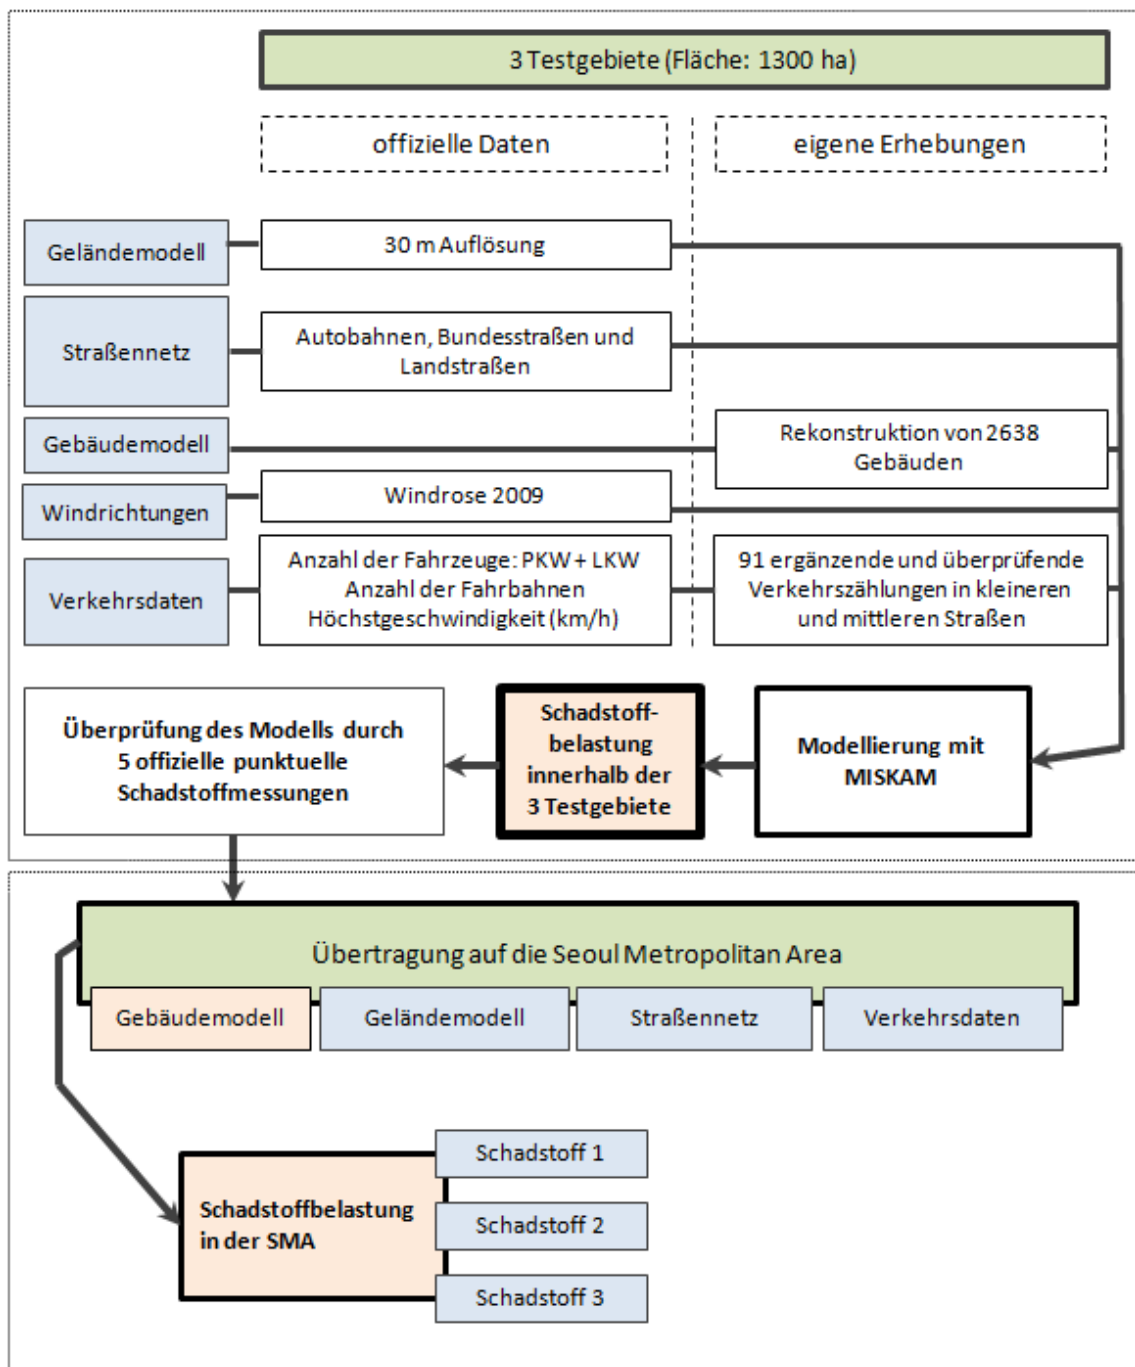 3 Testgebiete (Fläche: 1300 ha)
offizielle Daten
eigene Erhebungen
Geländemodell
30 m Auflösung
Straßennetz
Autobahnen, Bundesstraßen und
Landstraßen
Gebäudemodell
Rekonstruktion von 2638
Gebäuden
Windrichtungen
Windrose 2009
Verkehrsdaten
Anzahl der Fahrzeuge: PKW + LKW
Anzahl der Fahrbahnen
Höchstgeschwindigkeit (km/h)
91 ergänzende und überprüfende
Verkehrszählungen in kleineren
und mittleren Straßen
Überprüfung des Modells durch
5 offizielle punktuelle
Schadstoffmessungen
Schadstoff-
belastung
innerhalb der
3 Testgebiete
Modellierung mit
MISKAM
Übertragung auf die Seoul Metropolitan Area
Gebäudemodell
Geländemodell
Straßennetz
Verkehrsdaten
Schadstoffbelastung
in der SMA
Schadstoff 1
Schadstoff 2
Schadstoff 3